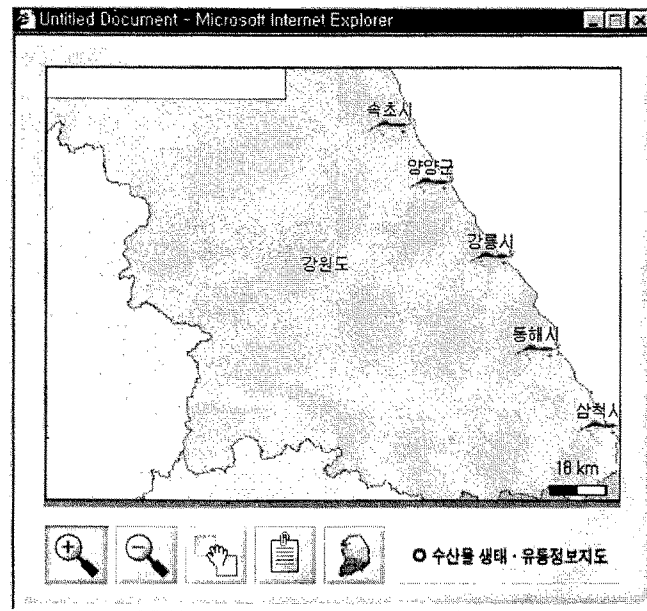 Untitled Document - Microsoft Internet Explorer
속초시
양양군
강릉시
강원도
동해시
삼척시
18 km
수산물 생태 · 유통정보지도